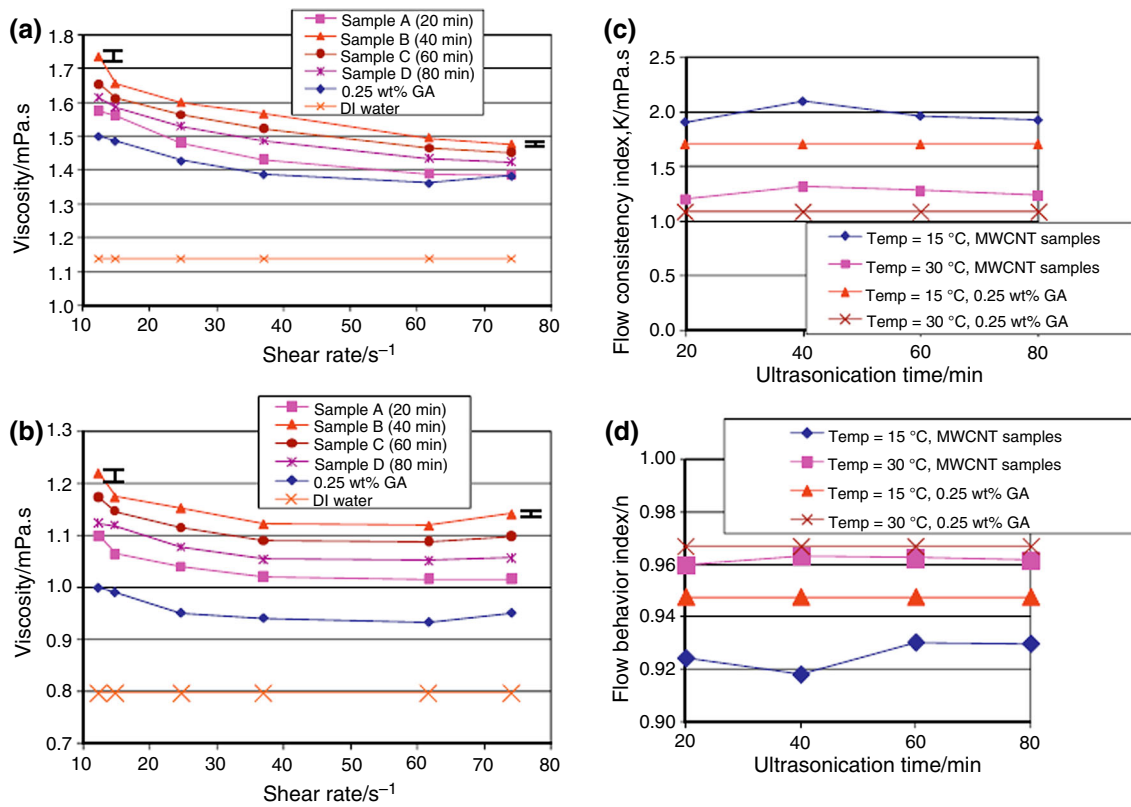 (a)
Sample A (20 min)
Sample B (40 min)
Sample C (60 min)
Sample D (80 min)
0.25 wt% GA
DI water
Viscosity/mPa.s
1.8
1.7
1.6
1.5
1.4
1.3
1.2
1.1
1.0
10 20 30 40 50 60 70 80
Shear rate/s⁻¹
(b)
Sample A (20 min)
Sample B (40 min)
Sample C (60 min)
Sample D (80 min)
0.25 wt% GA
DI water
Viscosity/mPa.s
1.3
1.2
1.1
1.0
0.9
0.8
0.7
10 20 30 40 50 60 70 80
Shear rate/s⁻¹
(c)
Flow consistency index,K/mPa.s
2.5
2.0
1.5
1.0
0.5
0.0
Temp = 15 °C, MWCNT samples
Temp = 30 °C, MWCNT samples
Temp = 15 °C, 0.25 wt% GA
Temp = 30 °C, 0.25 wt% GA
20 40 60 80
Ultrasonication time/min
(d)
Temp = 15 °C, MWCNT samples
Temp = 30 °C, MWCNT samples
Temp = 15 °C, 0.25 wt% GA
Temp = 30 °C, 0.25 wt% GA
Flow behavior index/n
1.00
0.98
0.96
0.94
0.92
0.90
20 40 60 80
Ultrasonication time/min